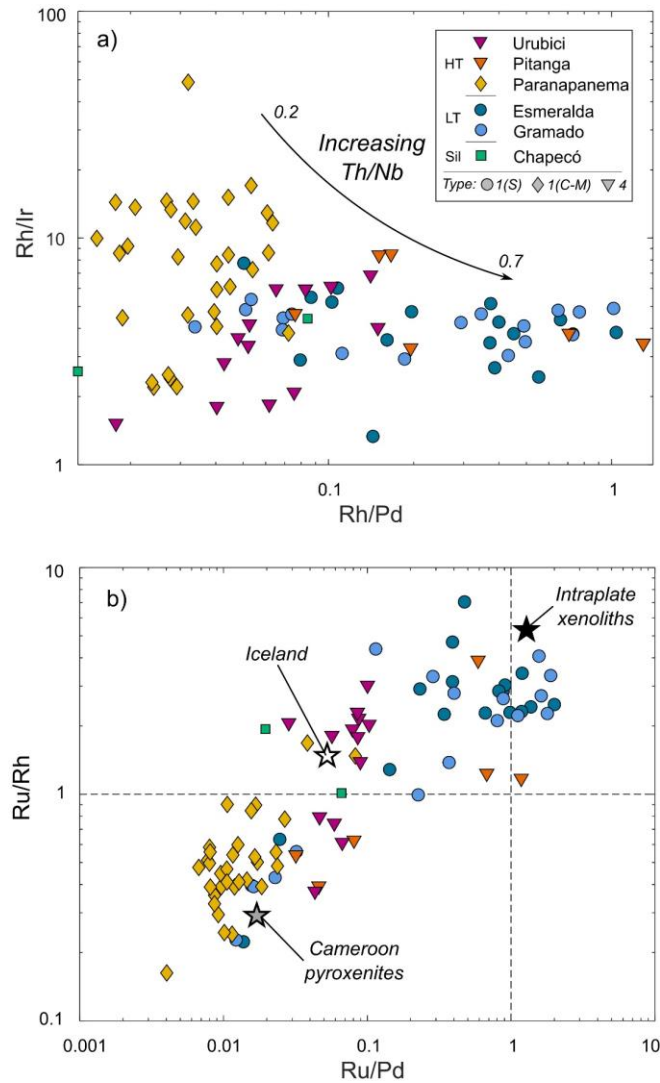 a)
100
10
1
Rh/Ir
0.1
1
Rh/Pd
0.2
Increasing
Th/Nb
0.7
HT
Urubici
Pitanga
Paranapanema
LT
Esmeralda
Gramado
Sil
Chapecó
Type: 1(S) 1(C-M) 4
b)
10
1
0.1
Ru/Rh
Intraplate
xenoliths
Iceland
Cameroon
pyroxenites
0.001
0.01
0.1
1
10
Ru/Pd